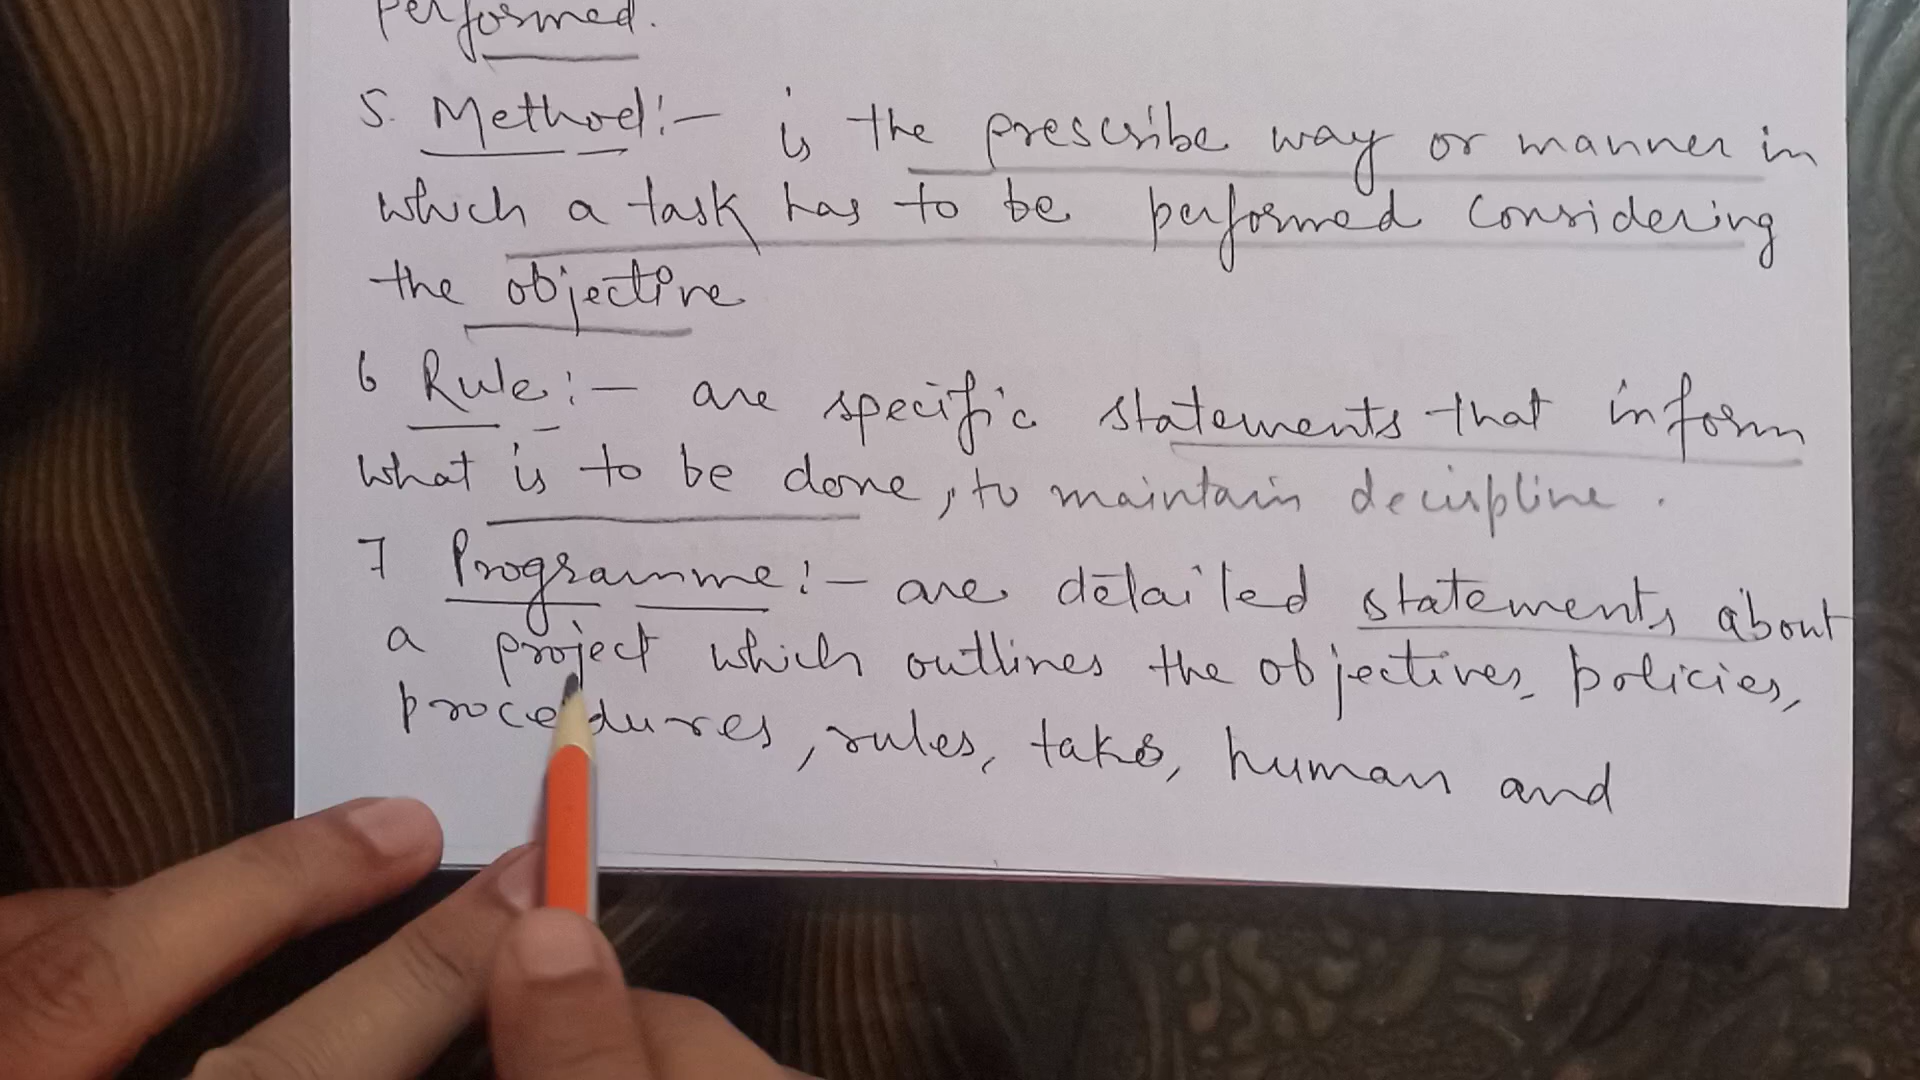 performed.
5. Method:- is the prescribe way or manner in
which a task has to be performed considering
the objective
6 Rule:- are specific statements that inform
what is to be done, to maintain decispline.
7 Programme:- are detailed statements about
a project which outlines the objectives, policies,
procedures, rules, taks, human and